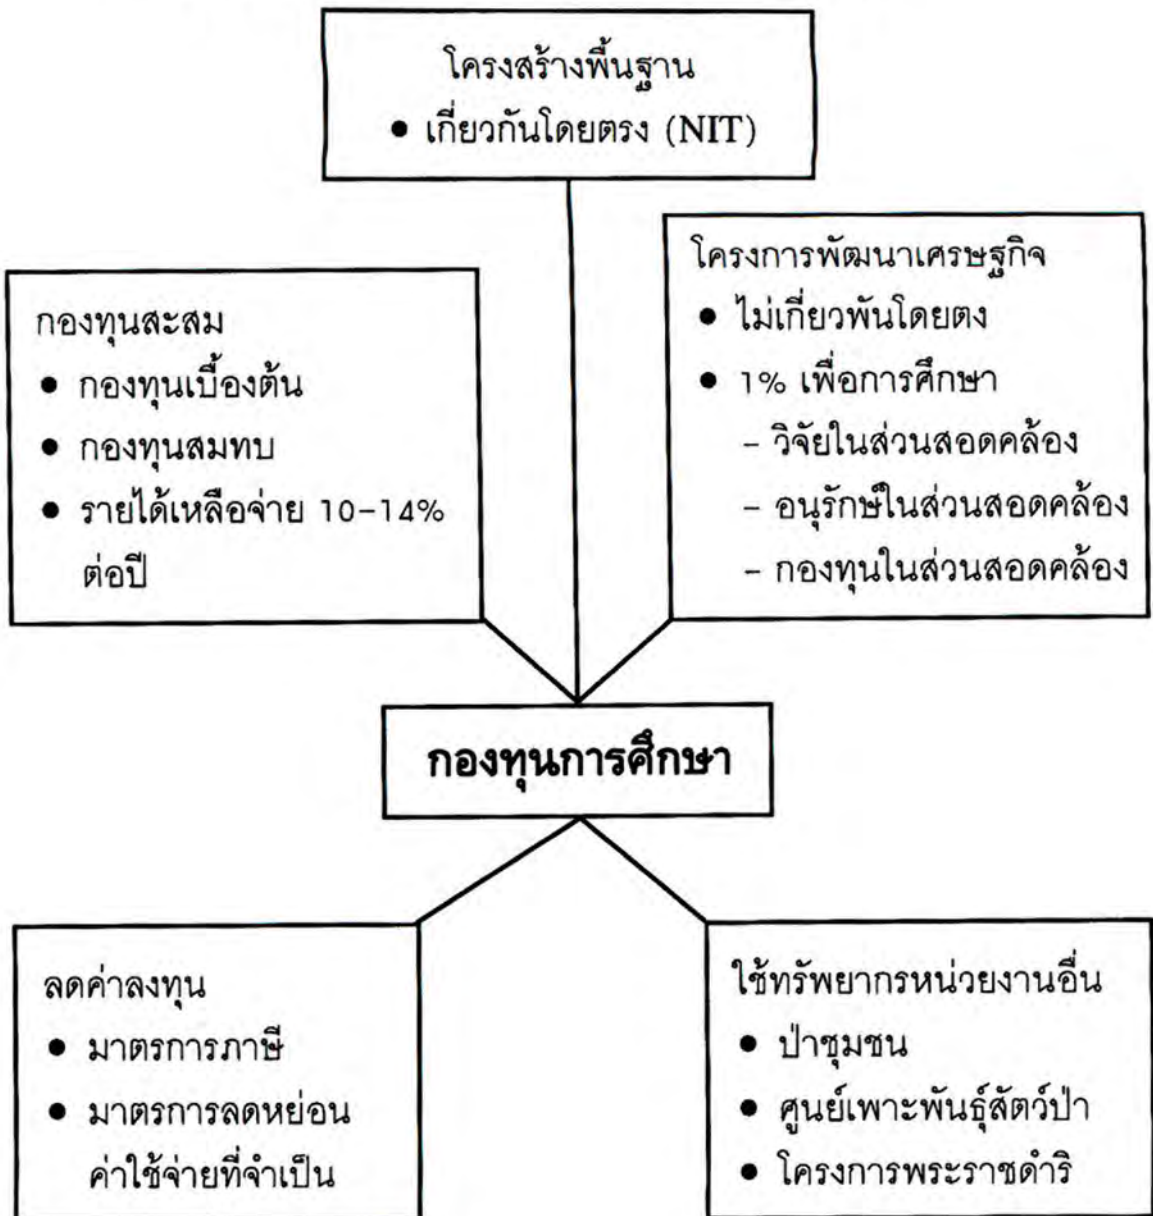 โครงสร้างพื้นฐาน
● เกี่ยวกันโดยตรง (NIT)
กองทุนสะสม
● กองทุนเบื้องต้น
● กองทุนสมทบ
● รายได้เหลือจ่าย 10-14%
ต่อปี
โครงการพัฒนาเศรษฐกิจ
● ไม่เกี่ยวพันโดยตง
● 1% เพื่อการศึกษา
- วิจัยในส่วนสอดคล้อง
- อนุรักษ์ในส่วนสอดคล้อง
- กองทุนในส่วนสอดคล้อง
กองทุนการศึกษา
ลดค่าลงทุน
● มาตรการภาษี
● มาตรการลดหย่อน
ค่าใช้จ่ายที่จำเป็น
ใช้ทรัพยากรหน่วยงานอื่น
● ป่าชุมชน
● ศูนย์เพาะพันธุ์สัตว์ป่า
● โครงการพระราชดำริ